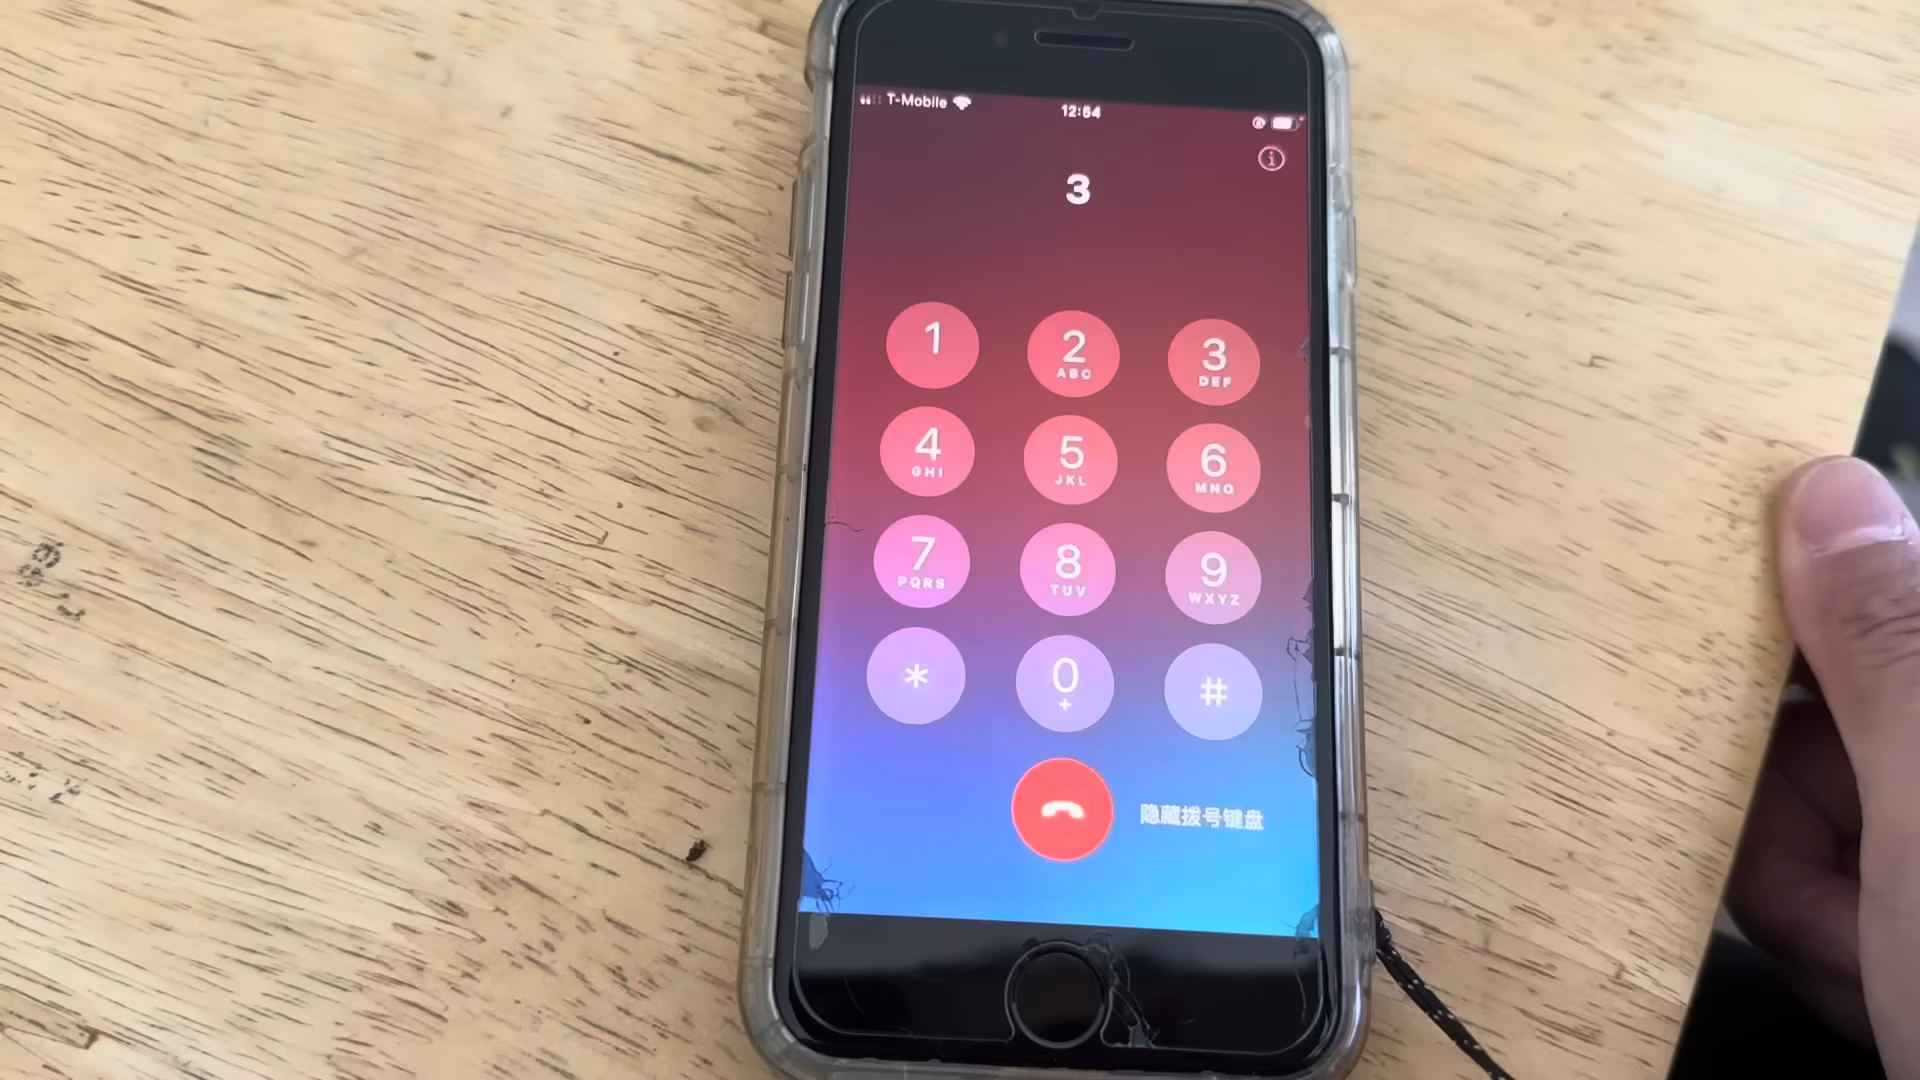 T-Mobile 12:54
3
1 2 3
ABC DEF
4 5 6
GHI JKL MNO
7 8 9
PQRS TUV WXYZ
* 0 #
+
隐藏拨号键盘